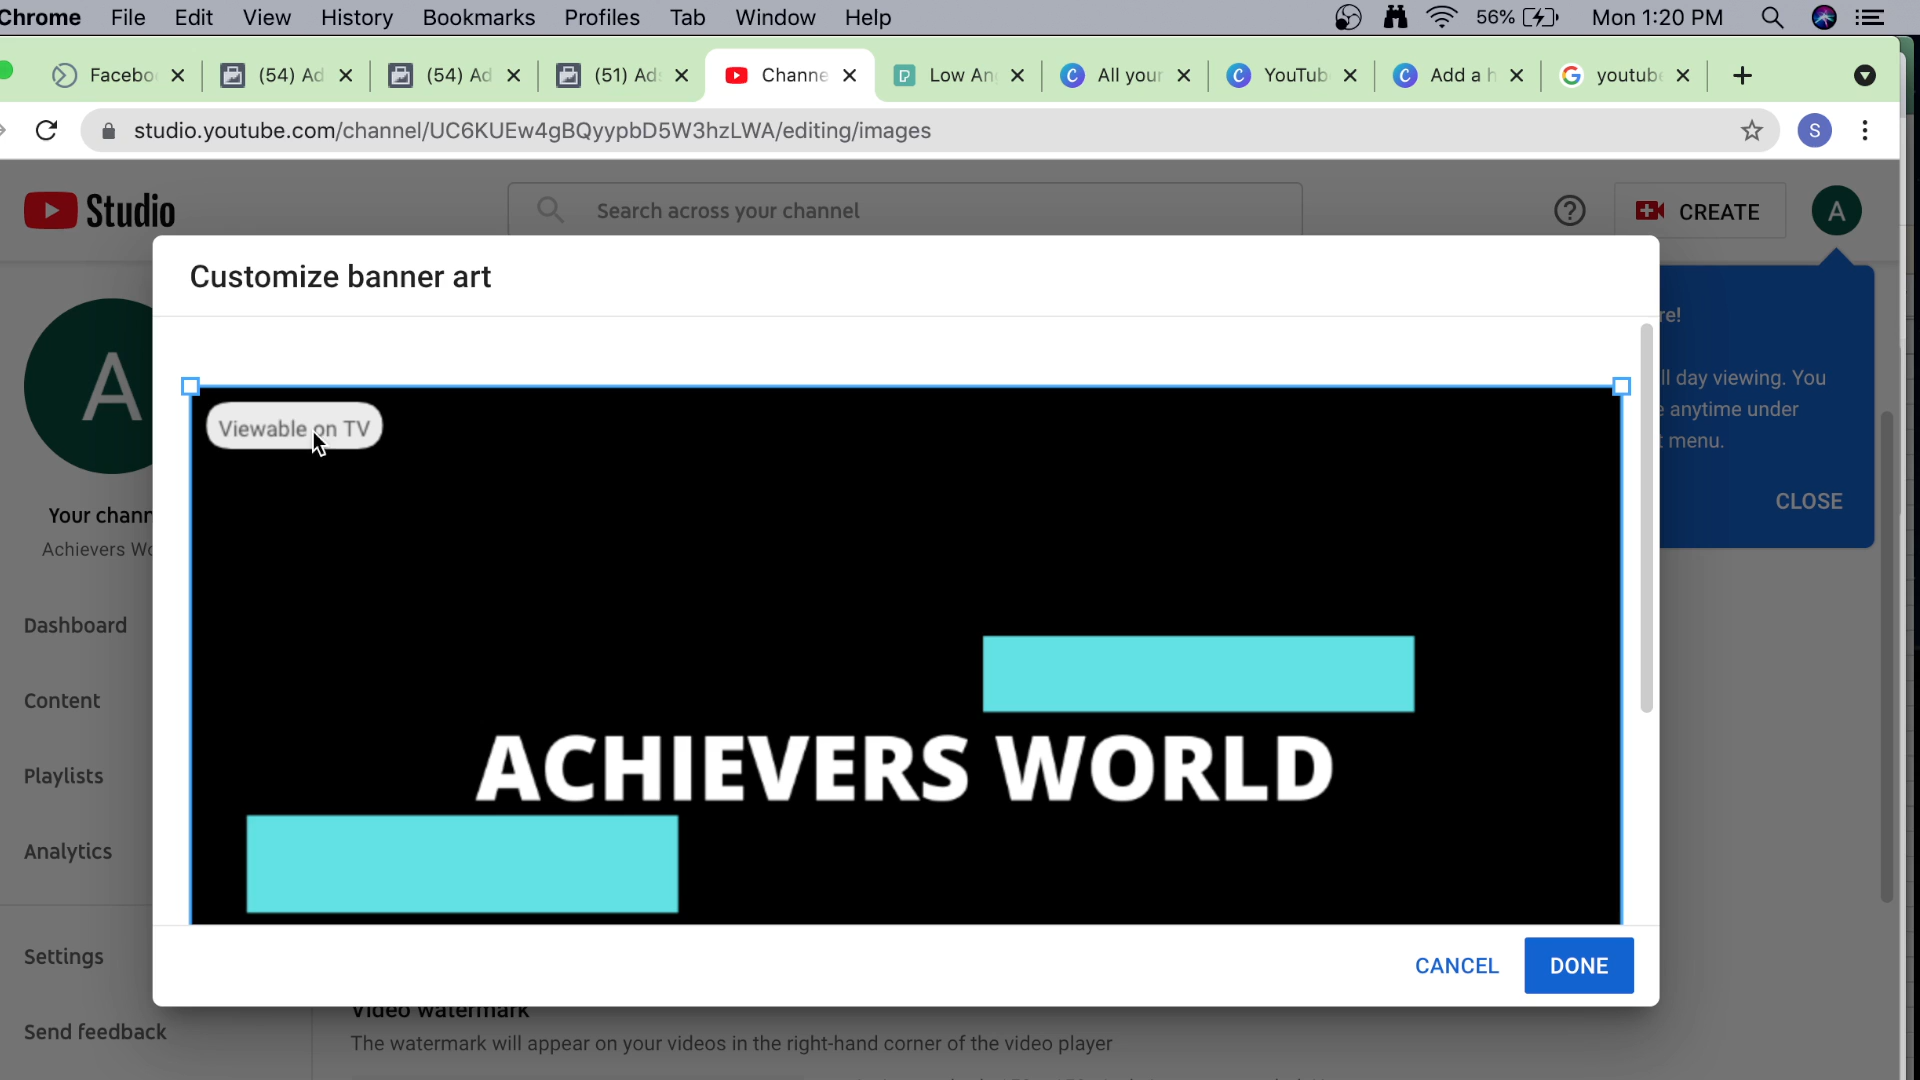 Chrome File Edit View History Bookmarks Profiles Tab Window Help 56% Mon 1:20 PM
Facebo (54) Ad (54) Ad (51) Ads Channe Low An All your YouTub Add a h youtube
studio.youtube.com/channel/UC6KUEw4gBQyypbD5W3hzLWA/editing/images S
Studio Search across your channel CREATE A
Customize banner art
A
re!
ll day viewing. You
e anytime under
t menu.
CLOSE
Viewable on TV
Your chann
Achievers Wo
Dashboard
Content
Playlists
Analytics
Settings
Send feedback
ACHIEVERS WORLD
CANCEL DONE
Video watermark
The watermark will appear on your videos in the right-hand corner of the video player